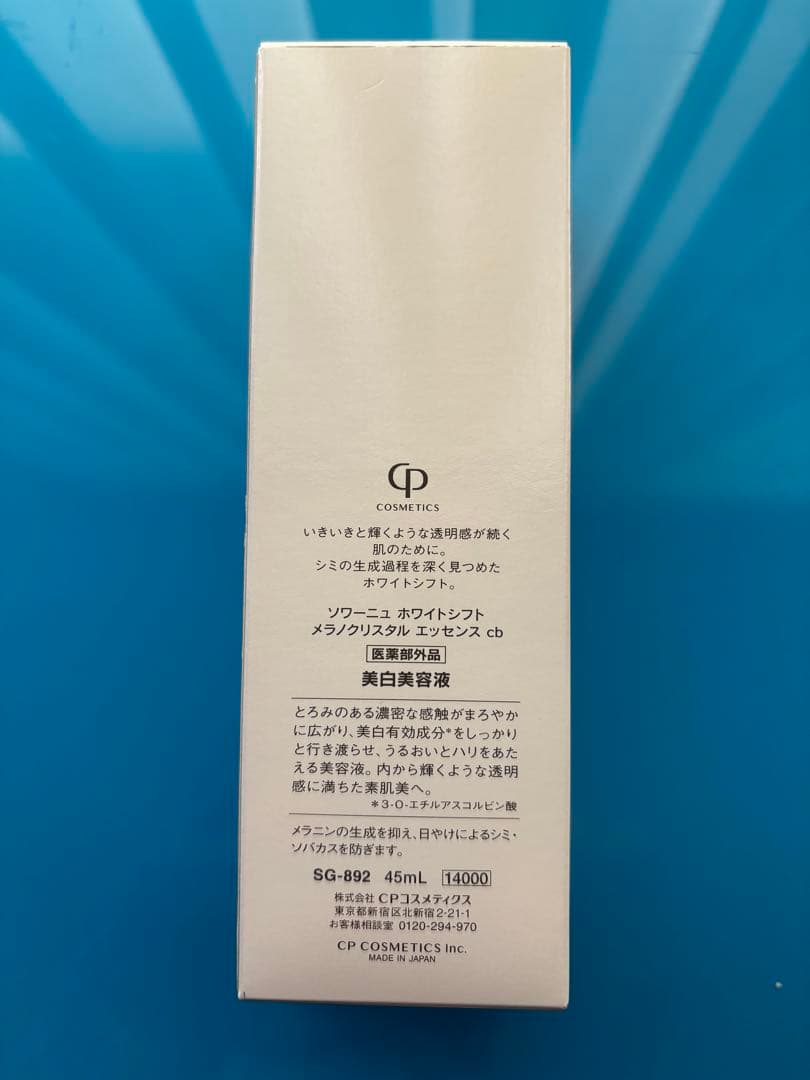 CP
COSMETICS
いきいきと輝くような透明感が続く
肌のために。
シミの生成過程を深く見つめた
ホワイトシフト。
ソワーニュ ホワイトシフト
メラノクリスタル エッセンス cb
医薬部外品
美白美容液
とろみのある濃密な感触がまろやか
に広がり、美白有効成分*をしっかり
と行き渡らせ、うるおいとハリをあた
える美容液。内から輝くような透明
感に満ちた素肌美へ。
*3-O-エチルアスコルビン酸
メラニンの生成を抑え、日やけによるシミ・
ソバカスを防ぎます。
SG-892 45mL 14000
株式会社 CPコスメティクス
東京都新宿区北新宿2-21-1
お客様相談室 0120-294-970
CP COSMETICS Inc.
MADE IN JAPAN